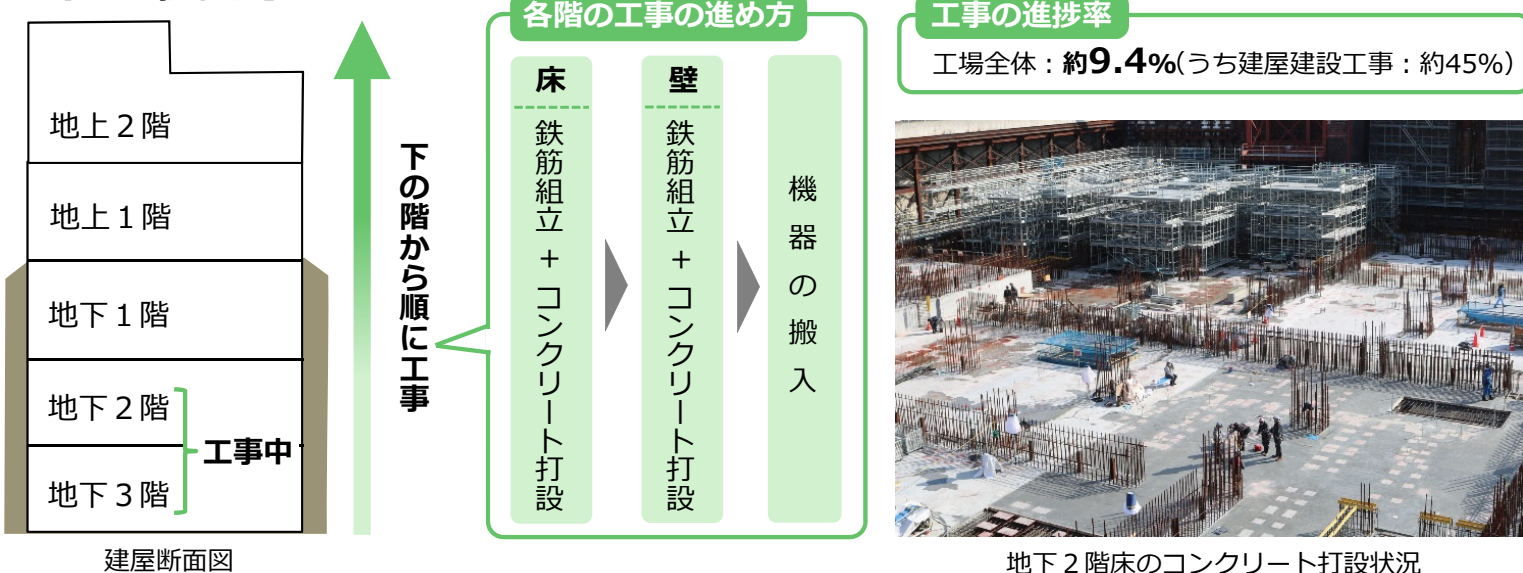 地上２階
地上１階
地下１階
地下２階
地下３階
工事中
建屋断面図
下の階から順に工事
各階の工事の進め方
床
鉄筋組立＋コンクリート打設
壁
鉄筋組立＋コンクリート打設
機器の搬入
工事の進捗率
工場全体：約9.4%(うち建屋建設工事：約45%)
地下２階床のコンクリート打設状況